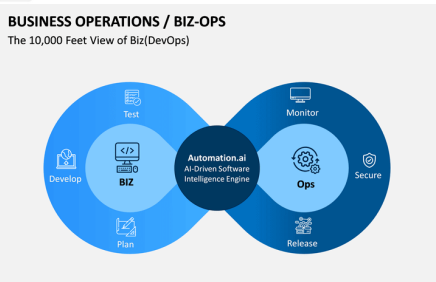 BUSINESS OPERATIONS / BIZ-OPS
The 10,000 Feet View of Biz(DevOps)
Test
Monitor
</>
Automation.ai
AI-Driven Software
Intelligence Engine
Develop
BIZ
Ops
Secure
Plan
Release